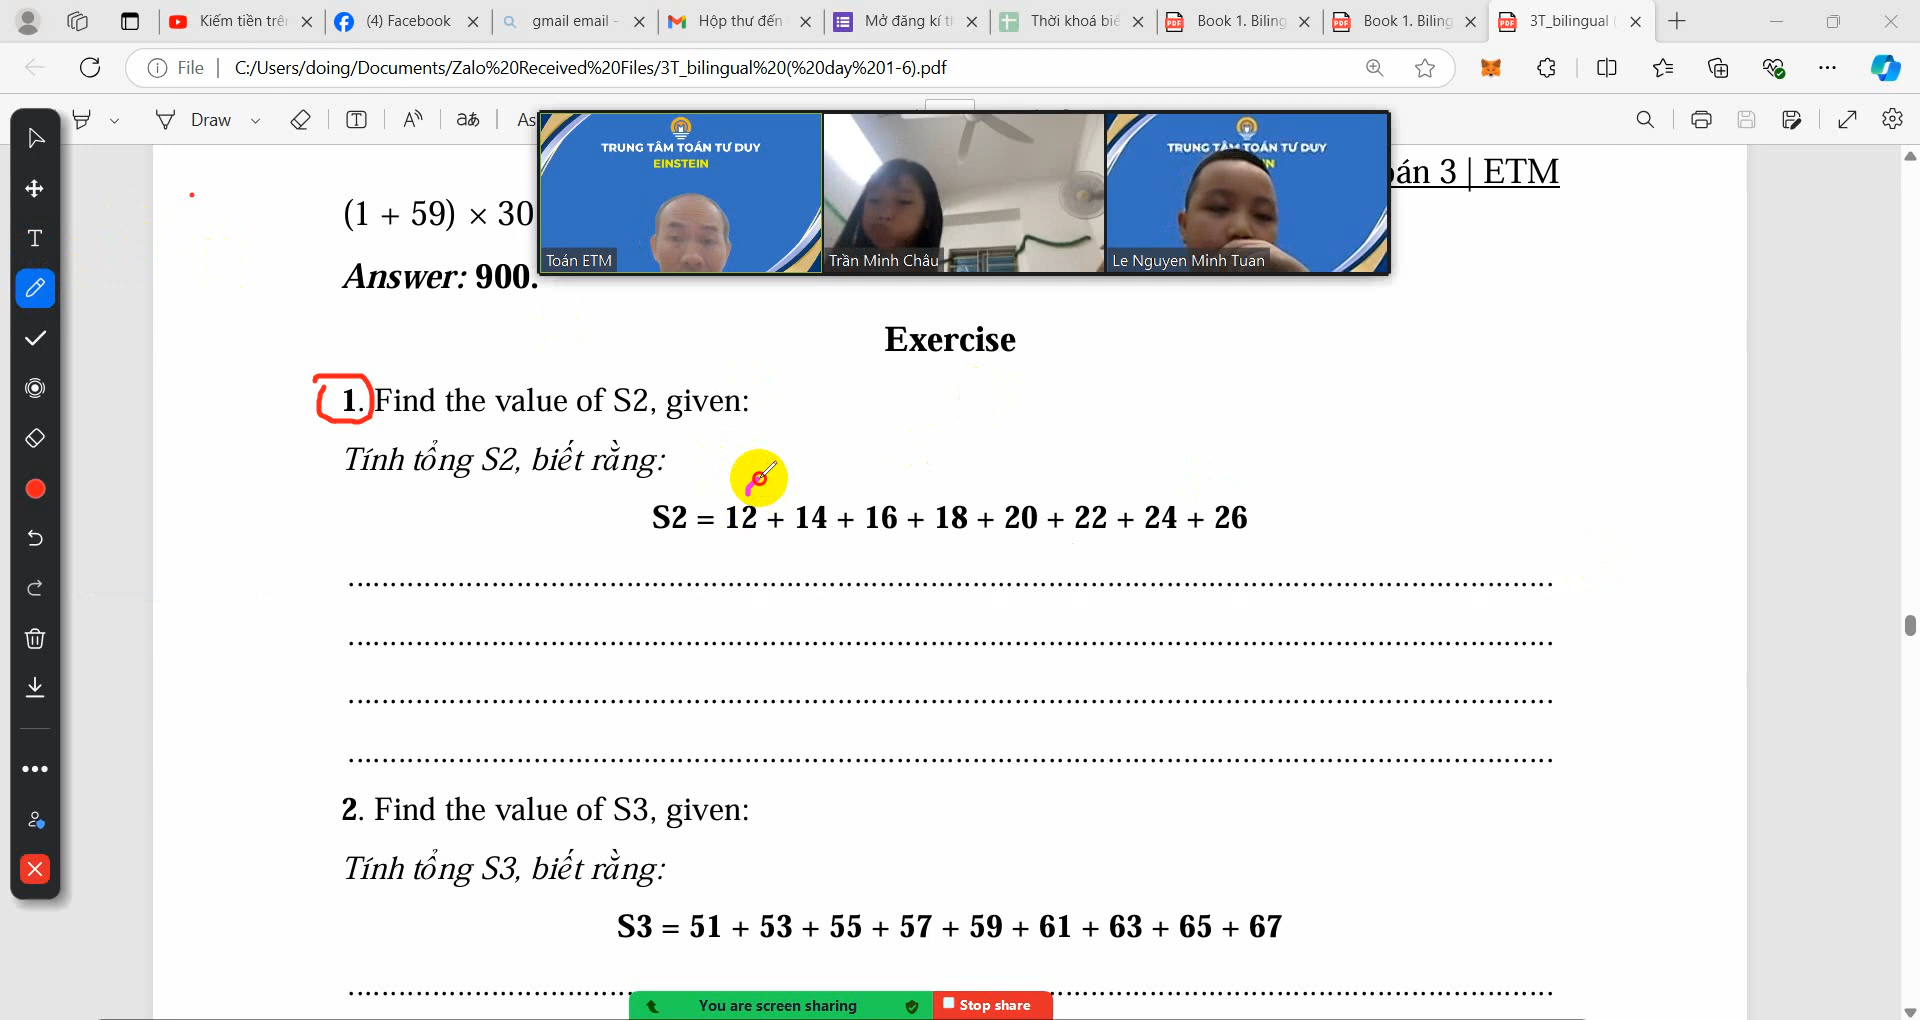 Kiếm tiền trê
(4) Facebook
gmail email -
Hộp thư đến
Mở đăng kí t
Thời khoá bié
Book 1. Biling
Book 1. Biling
3T_bilingual
File
C:/Users/doing/Documents/Zalo%20Received%20Files/3T_bilingual%20(%20day%201-6).pdf
Draw
T
A
aあ
As
TRUNG TÂM TOÁN TƯ DUY
EINSTEIN
Toán ETM
Trần Minh Châu
TRUNG TÂM TOÁN TƯ DUY
Le Nguyen Minh Tuan
án 3 | ETM
(1 + 59) × 30
Answer: 900.
Exercise
1. Find the value of S2, given:
Tính tổng S2, biết rằng:
S2 = 12 + 14 + 16 + 18 + 20 + 22 + 24 + 26
2. Find the value of S3, given:
Tính tổng S3, biết rằng:
S3 = 51 + 53 + 55 + 57 + 59 + 61 + 63 + 65 + 67
You are screen sharing
Stop share